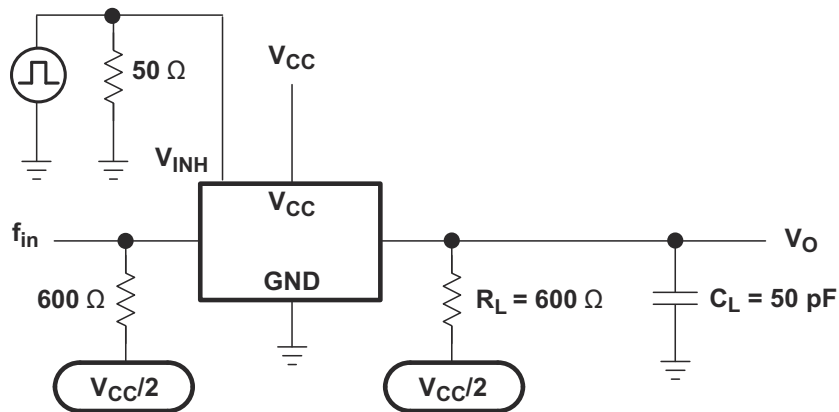 50 Ω
V_CC
V_INH
V_CC
f_in
V_O
GND
600 Ω
R_L = 600 Ω
C_L = 50 pF
V_CC/2
V_CC/2